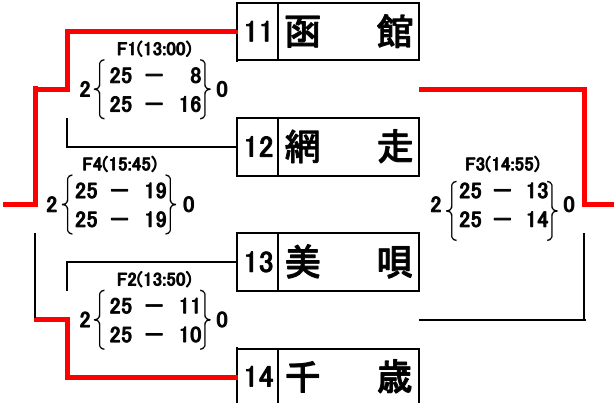 11 函 館
F1(13:00)
2 25 － 8 0
25 － 16
12 網 走
F4(15:45)
2 25 － 19 0
25 － 19
F3(14:55)
2 25 － 13 0
25 － 14
13 美 唄
F2(13:50)
2 25 － 11 0
25 － 10
14 千 歳